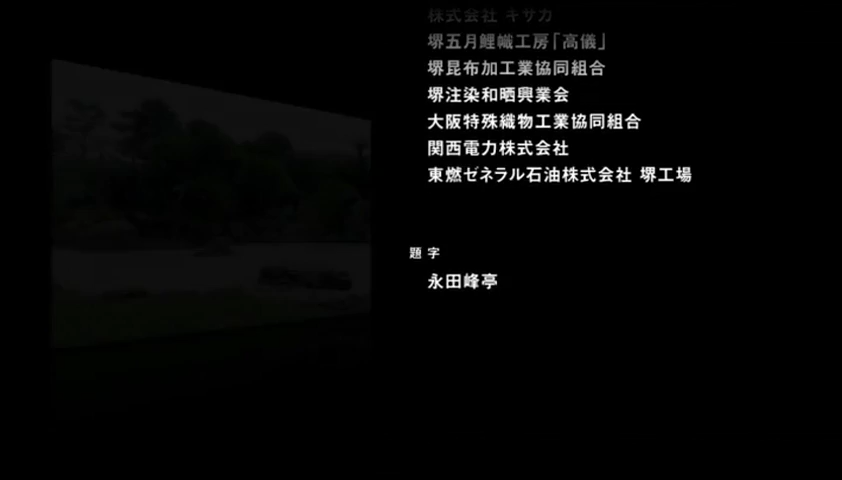 株式会社 キサカ
堺五月鯉幟工房「高儀」
堺昆布加工業協同組合
堺注染和晒興業会
大阪特殊織物工業協同組合
関西電力株式会社
東燃ゼネラル石油株式会社 堺工場
題 字
永田峰亭